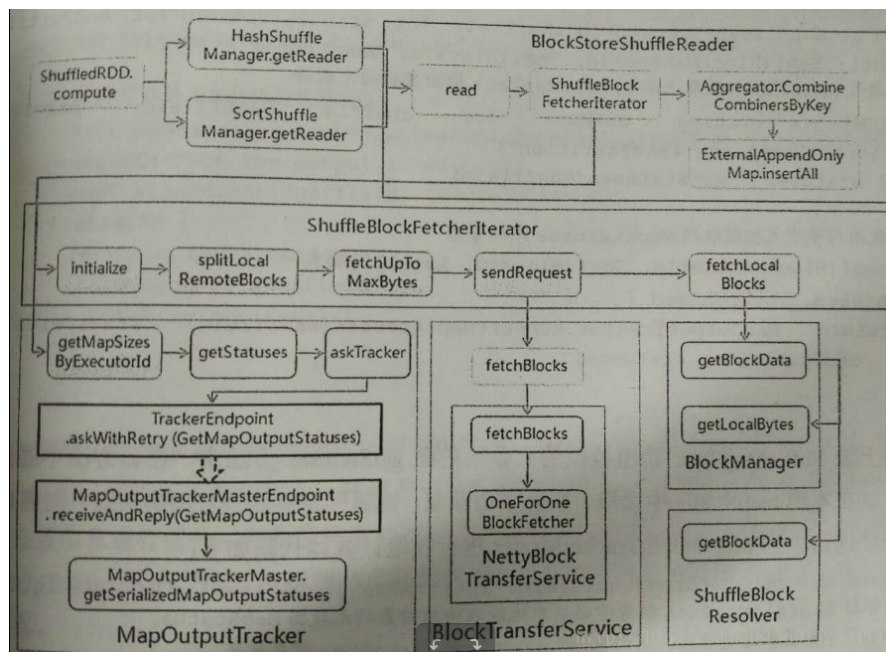 HashShuffle
Manager.getReader
ShuffledRDD.
compute
SortShuffle
Manager.getReader
BlockStoreShuffleReader
read
ShuffleBlock
FetcherIterator
Aggregator.Combine
CombinersByKey
ExternalAppendOnly
Map.insertAll
ShuffleBlockFetcherIterator
initialize
splitLocal
RemoteBlocks
fetchUpTo
MaxBytes
sendRequest
fetchLocal
Blocks
getMapSizes
ByExecutorId
getStatuses
askTracker
TrackerEndpoint
.askWithRetry (GetMapOutputStatuses)
MapOutputTrackerMasterEndpoint
.receiveAndReply(GetMapOutputStatuses)
MapOutputTrackerMaster.
getSerializedMapOutputStatuses
MapOutputTracker
fetchBlocks
fetchBlocks
OneForOne
BlockFetcher
NettyBlock
TransferService
BlockTransferService
getBlockData
getLocalBytes
BlockManager
getBlockData
ShuffleBlock
Resolver